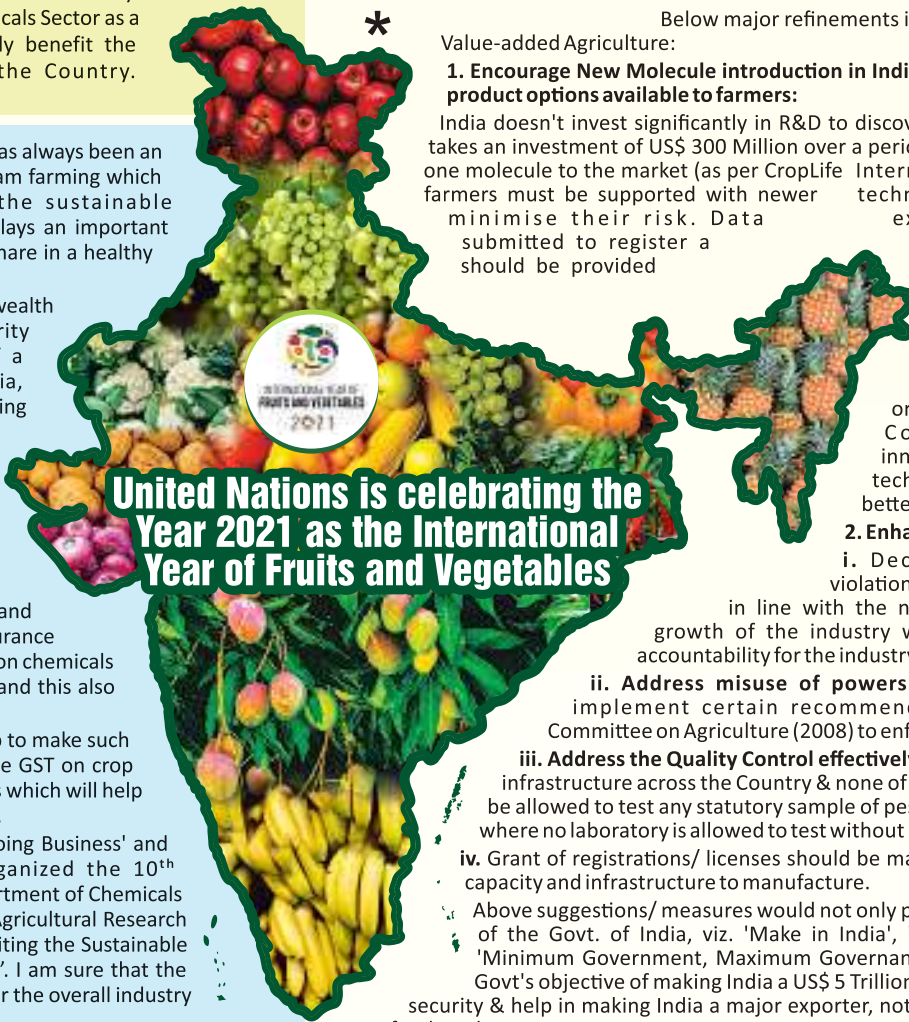 cals Sector as a
ly benefit the
the Country.
as always been an
am farming which
the sustainable
lays an important
hare in a healthy
wealth
rity
a
ia,
ing
and
urance
on chemicals
and this also
to make such
e GST on crop
s which will help
ping Business' and
ganized the 10th
rtment of Chemicals
Agricultural Research
iting the Sustainable
'. I am sure that the
r the overall industry
*
INTERNATIONAL YEAR OF
FRUITS AND VEGETABLES
2021
United Nations is celebrating the
Year 2021 as the International
Year of Fruits and Vegetables
Below major refinements i
Value-added Agriculture:
1. Encourage New Molecule introduction in Indi
product options available to farmers:
India doesn't invest significantly in R&D to discov
takes an investment of US$ 300 Million over a peri
one molecule to the market (as per CropLife Intern
farmers must be supported with newer techn
minimise their risk. Data ex
submitted to register a
should be provided
or
Co
inn
tech
bette
2. Enha
i. Dec
violation
in line with the n
growth of the industry w
accountability for the industry
ii. Address misuse of powers
implement certain recommend
Committee on Agriculture (2008) to enf
iii. Address the Quality Control effectively
infrastructure across the Country & none of
be allowed to test any statutory sample of pes
where no laboratory is allowed to test without
iv. Grant of registrations/ licenses should be ma
capacity and infrastructure to manufacture.
Above suggestions/ measures would not only p
of the Govt. of India, viz. 'Make in India',
'Minimum Government, Maximum Governan
Govt's objective of making India a US$ 5 Trillion
security & help in making India a major exporter, not